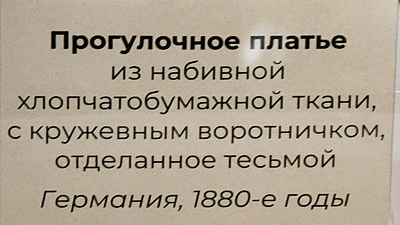 Прогулочное платье
из набивной
хлопчатобумажной ткани,
с кружевным воротничком,
отделанное тесьмой
Германия, 1880-е годы